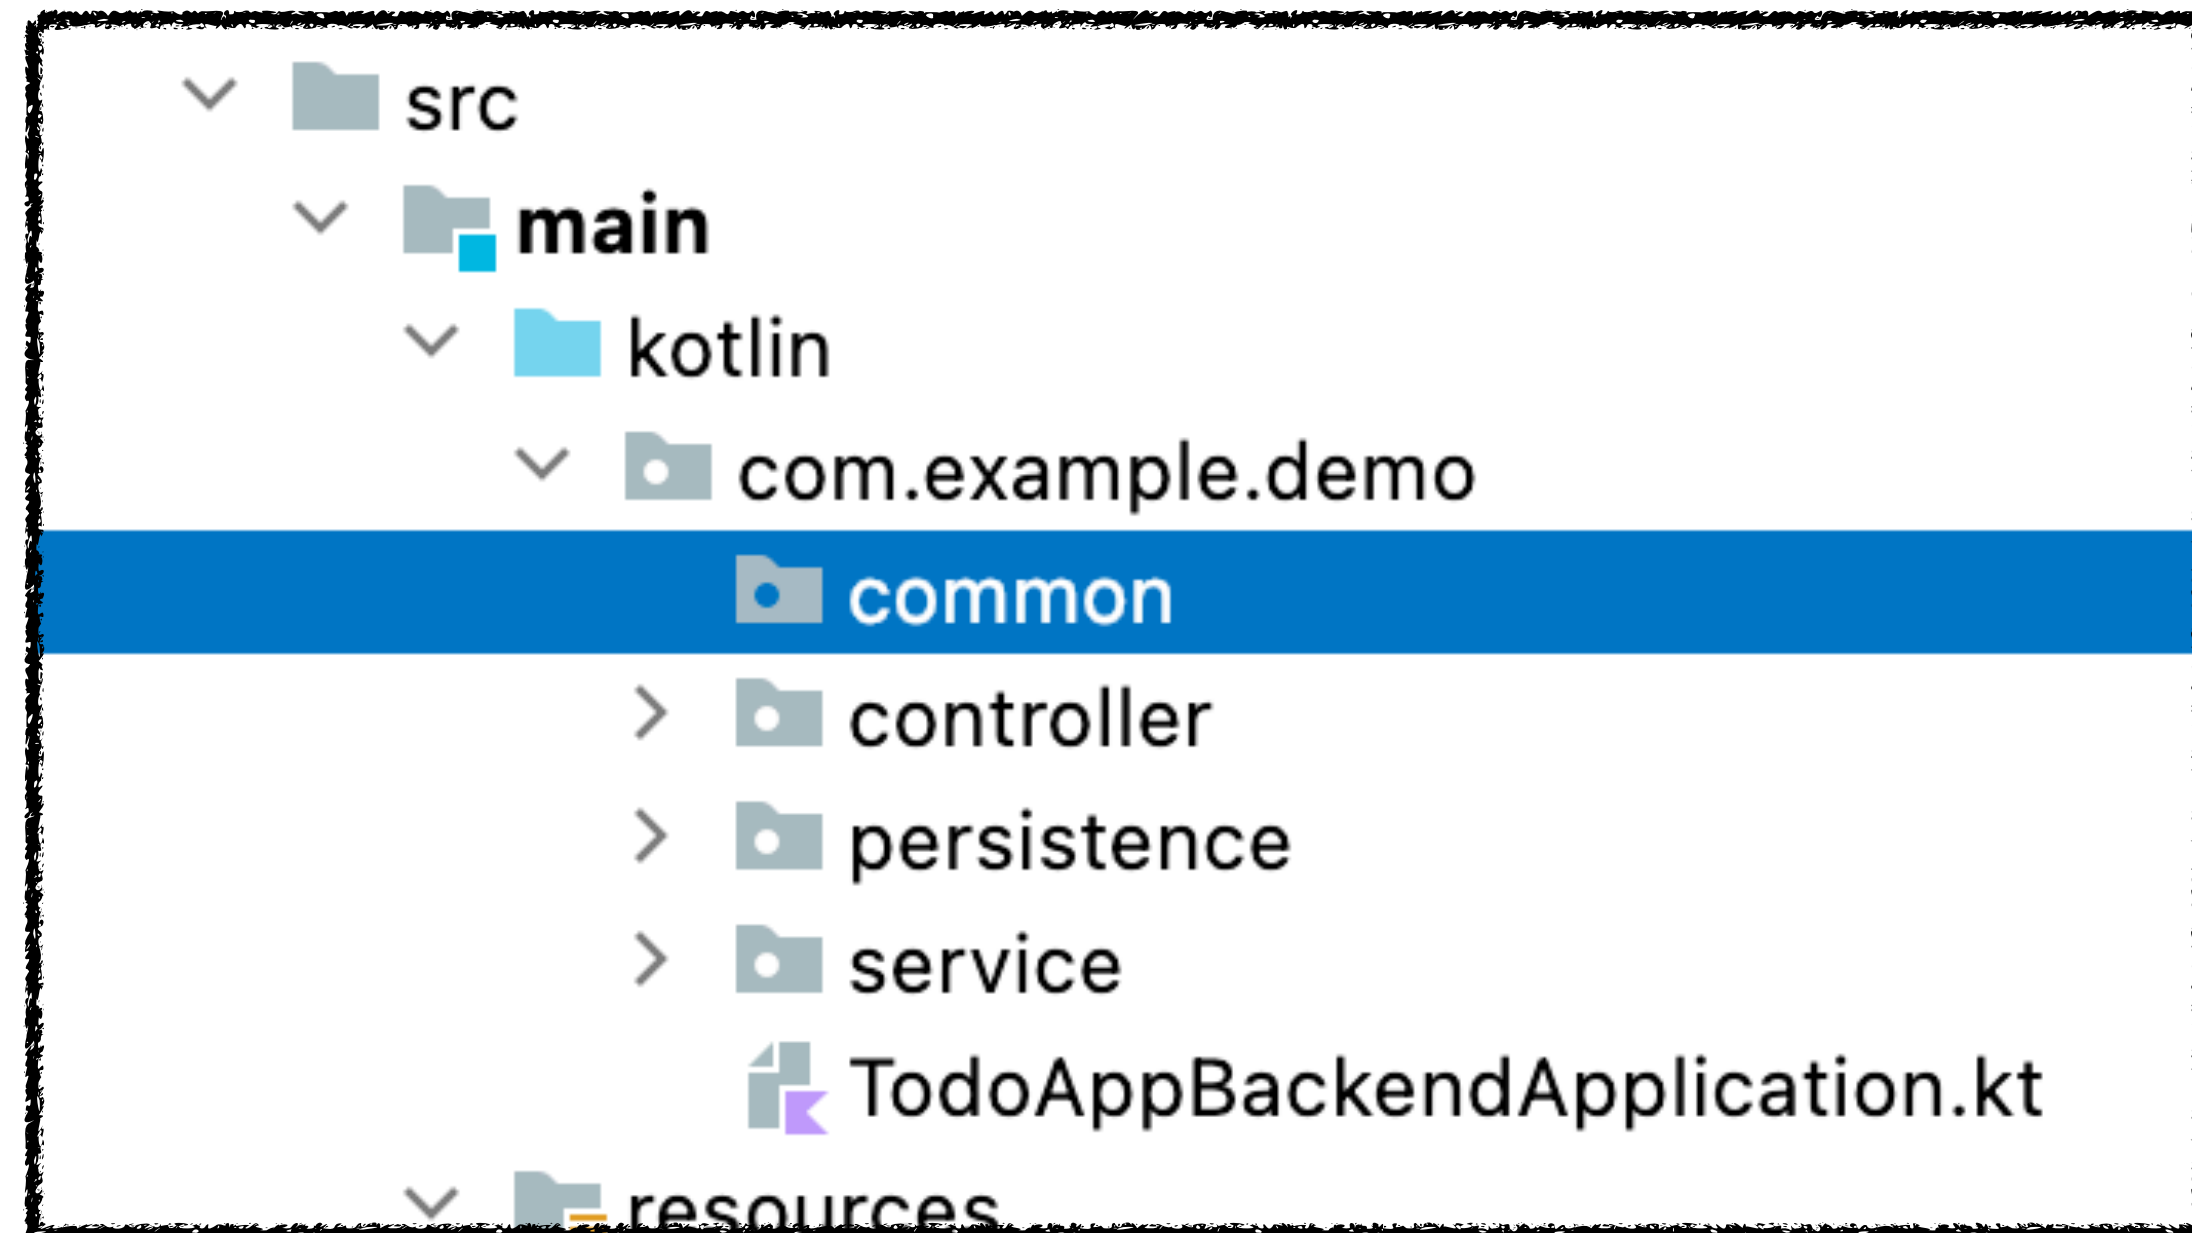 src
main
kotlin
com.example.demo
common
controller
persistence
service
TodoAppBackendApplication.kt
resources